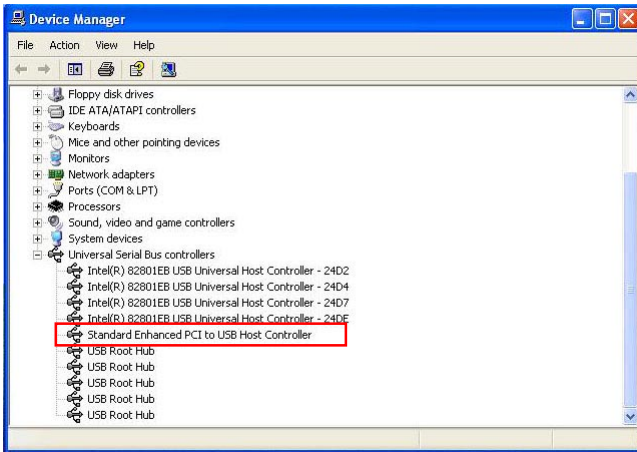 Device Manager
File Action View Help
Floppy disk drives
IDE ATA/ATAPI controllers
Keyboards
Mice and other pointing devices
Monitors
Network adapters
Ports (COM & LPT)
Processors
Sound, video and game controllers
System devices
Universal Serial Bus controllers
Intel(R) 82801EB USB Universal Host Controller - 24D2
Intel(R) 82801EB USB Universal Host Controller - 24D4
Intel(R) 82801EB USB Universal Host Controller - 24D7
Intel(R) 82801EB USB Universal Host Controller - 24DE
Standard Enhanced PCI to USB Host Controller
USB Root Hub
USB Root Hub
USB Root Hub
USB Root Hub
USB Root Hub